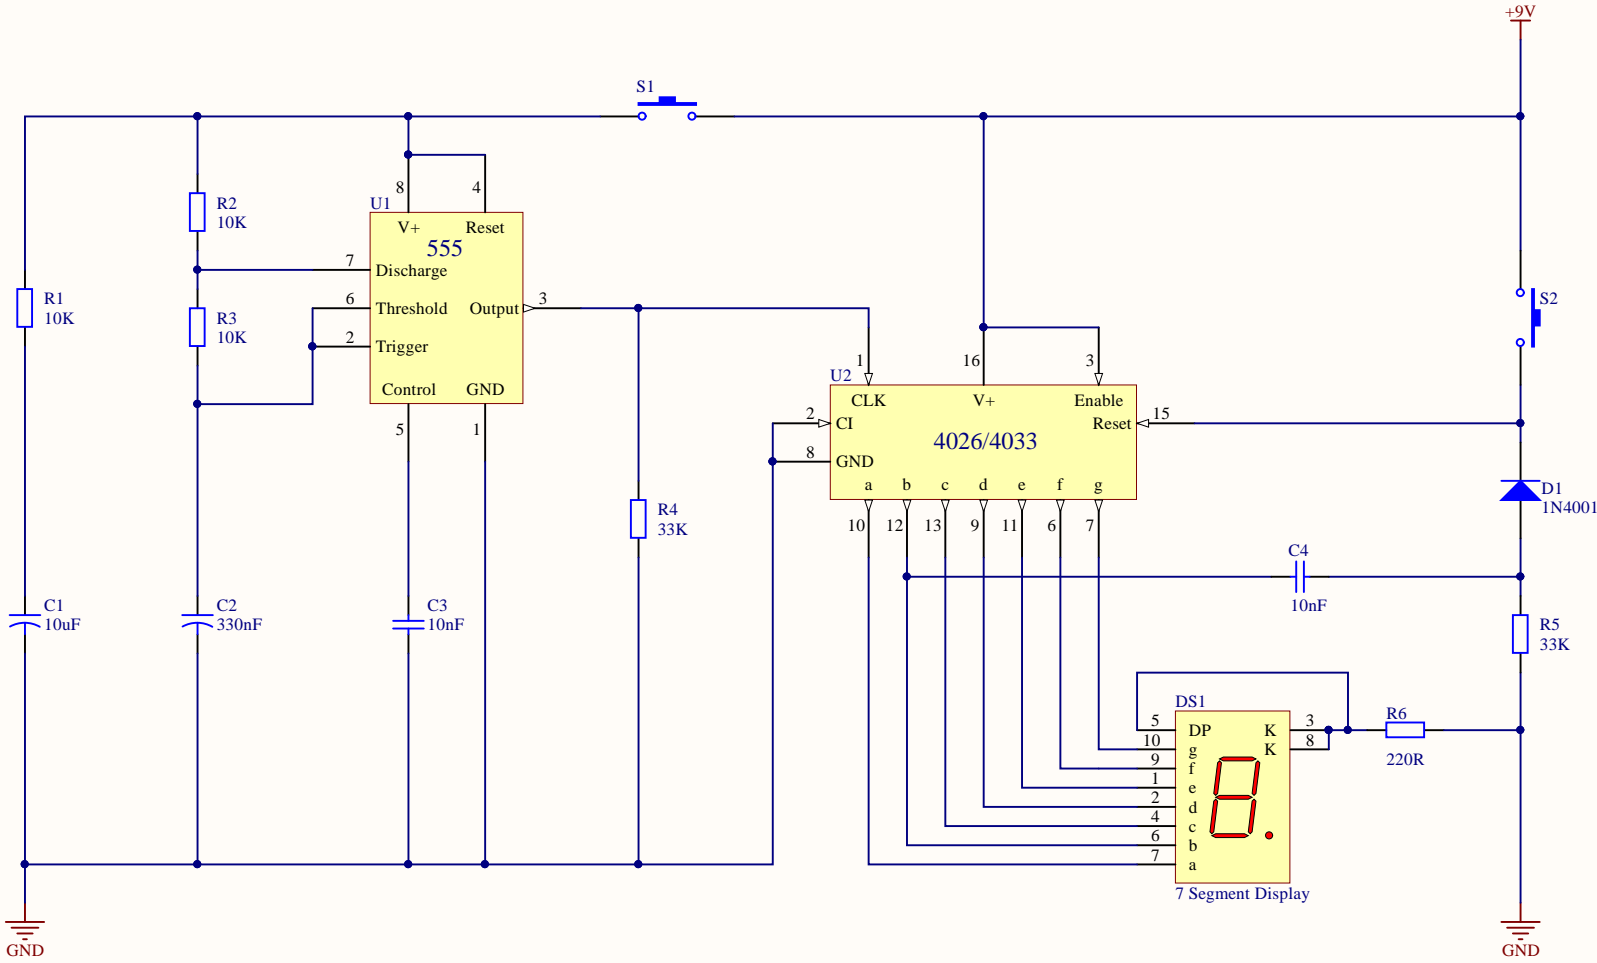 +9V
S1
R2
10K
8
4
U1
V+
Reset
555
7
Discharge
R1
10K
R3
10K
6
Threshold
Output
3
2
Trigger
Control
GND
5
1
S2
1
16
3
U2
CLK
V+
Enable
2
CI
Reset
15
4026/4033
8
GND
a
b
c
d
e
f
g
10
12
13
9
11
6
7
D1
1N4001
R4
33K
C4
10nF
C1
10uF
C2
330nF
C3
10nF
R5
33K
DS1
5
DP
K
3
10
g
K
8
9
f
1
e
2
d
4
c
6
b
7
a
R6
220R
7 Segment Display
GND
GND